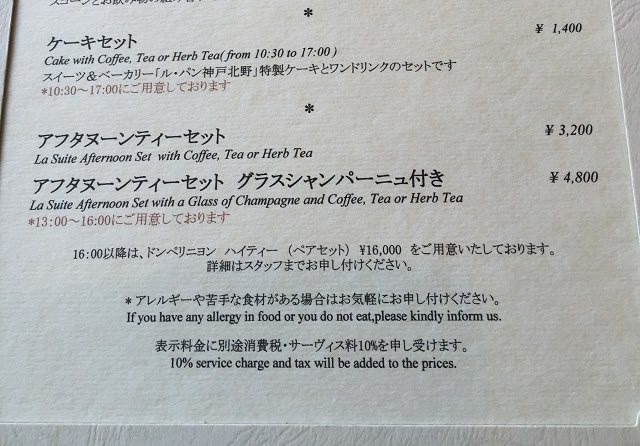 *
ケーキセット ¥ 1,400
Cake with Coffee, Tea or Herb Tea( from 10:30 to 17:00 )
スイーツ＆ベーカリー「ル・パン神戸北野」特製ケーキとワンドリンクのセットです
*10:30～17:00にご用意しております
*
アフタヌーンティーセット ¥ 3,200
La Suite Afternoon Set with Coffee, Tea or Herb Tea
アフタヌーンティーセット グラスシャンパーニュ付き ¥ 4,800
La Suite Afternoon Set with a Glass of Champagne and Coffee, Tea or Herb Tea
*13:00～16:00にご用意しております
16:00以降は、ドンペリニヨン ハイティー （ペアセット） ¥16,000 をご用意いたしております。
詳細はスタッフまでお申し付けください。
* アレルギーや苦手な食材がある場合はお気軽にお申し付けください。
If you have any allergy in food or you do not eat,please kindly inform us.
表示料金に別途消費税・サーヴィス料10%を申し受けます。
10% service charge and tax will be added to the prices.